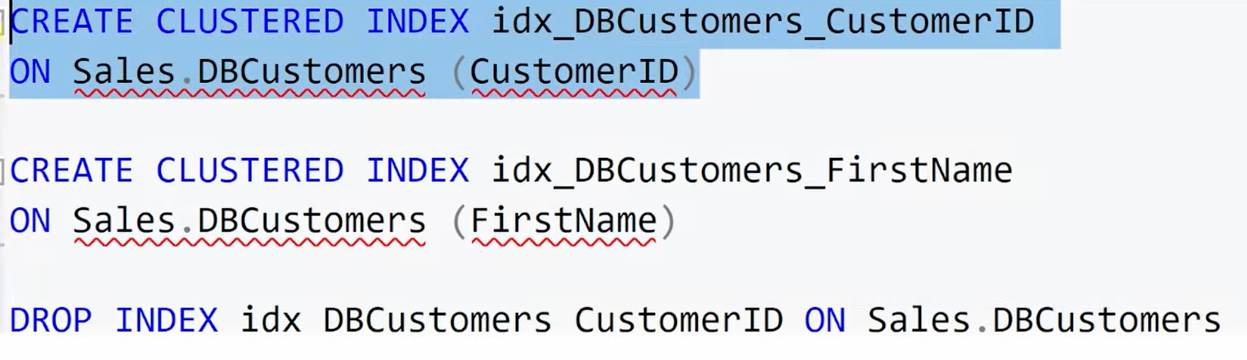 CREATE CLUSTERED INDEX idx_DBCustomers_CustomerID
ON Sales.DBCustomers (CustomerID)
CREATE CLUSTERED INDEX idx_DBCustomers_FirstName
ON Sales.DBCustomers (FirstName)
DROP INDEX idx DBCustomers CustomerID ON Sales.DBCustomers